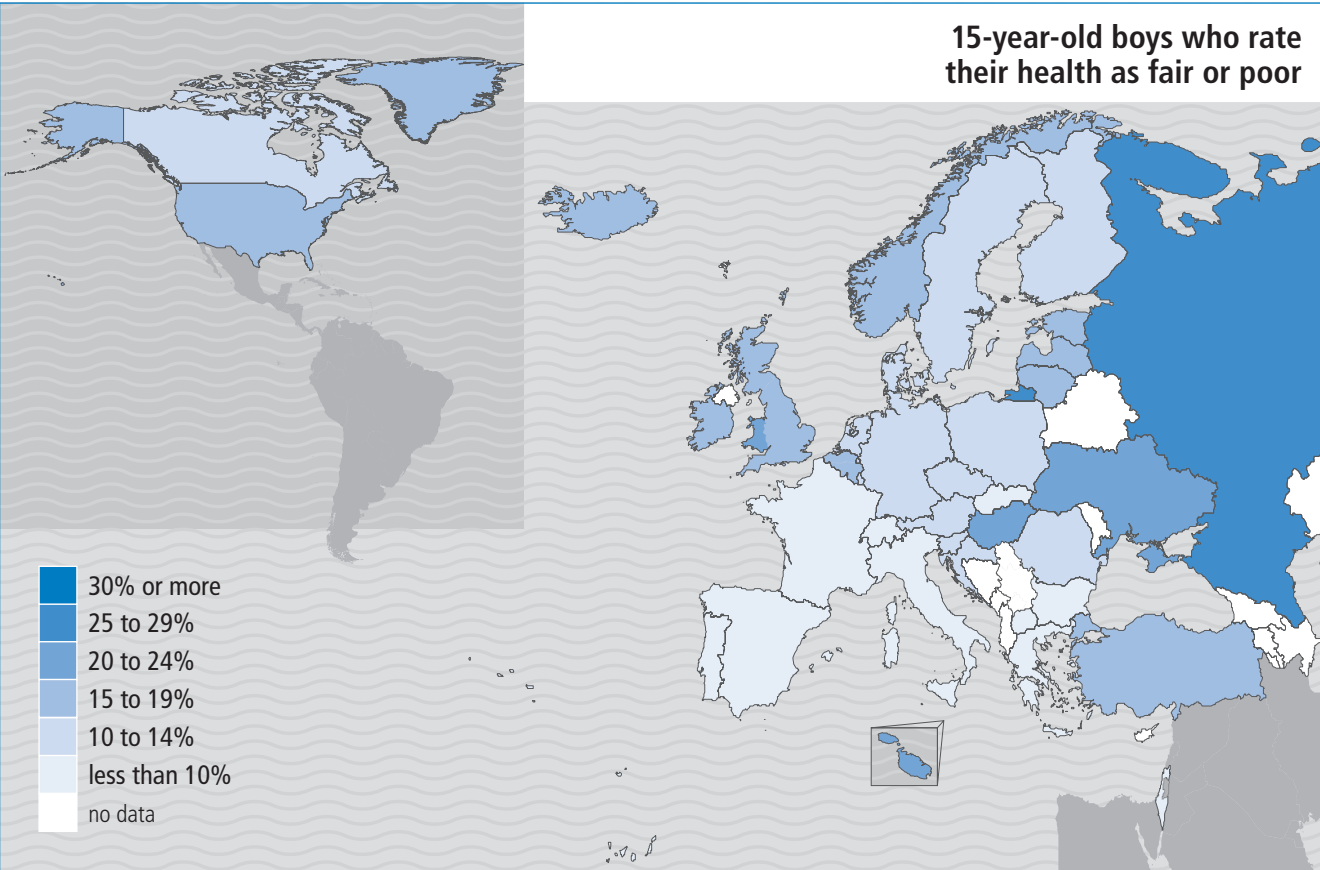 15-year-old boys who rate
their health as fair or poor
30% or more
25 to 29%
20 to 24%
15 to 19%
10 to 14%
less than 10%
no data